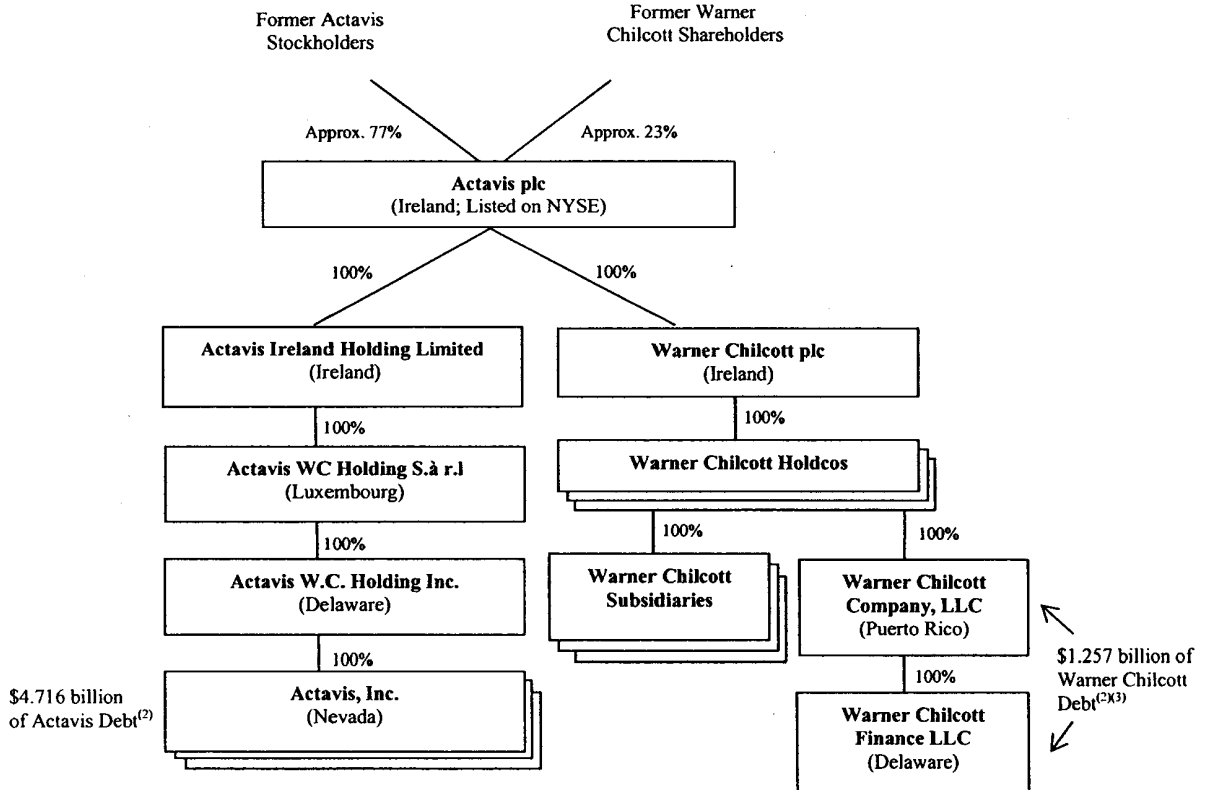 Former Actavis
Stockholders
Former Warner
Chilcott Shareholders
Approx. 77%
Approx. 23%
Actavis plc
(Ireland; Listed on NYSE)
100%
100%
Actavis Ireland Holding Limited
(Ireland)
Warner Chilcott plc
(Ireland)
100%
100%
Actavis WC Holding S.à r.l
(Luxembourg)
Warner Chilcott Holdcos
100%
100%
100%
Actavis W.C. Holding Inc.
(Delaware)
Warner Chilcott
Subsidiaries
Warner Chilcott
Company, LLC
(Puerto Rico)
100%
100%
$4.716 billion
of Actavis Debt(2)
Actavis, Inc.
(Nevada)
$1.257 billion of
Warner Chilcott
Debt(2)(3)
Warner Chilcott
Finance LLC
(Delaware)